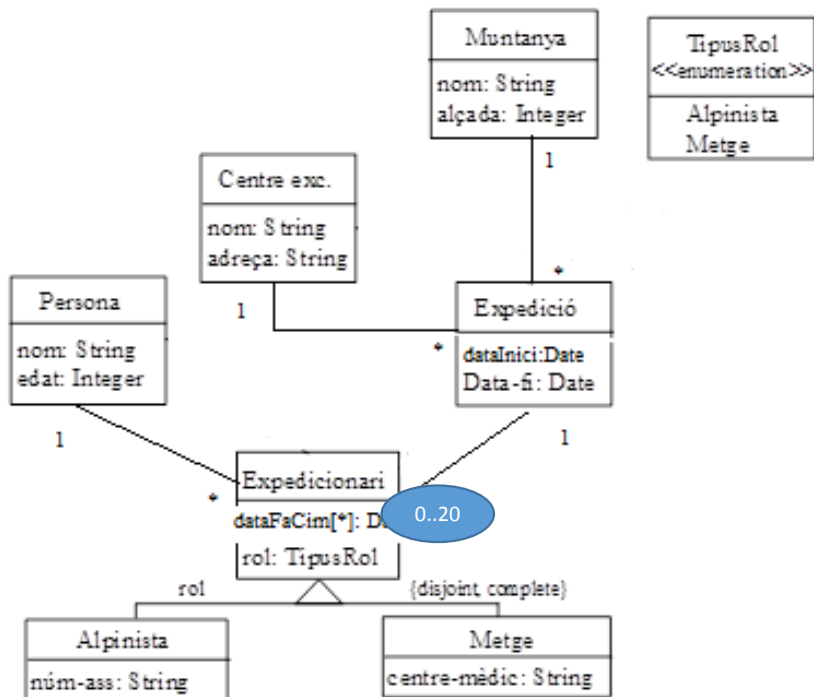 Muntanya
nom: String
alçada: Integer
TipusRol
<<enumeration>>
Alpinista
Metge
1
Centre exc.
nom: String
adreça: String
*
1
Expedició
dataInici:Date
Data-fi: Date
*
Persona
nom: String
edat: Integer
1
1
Expedicionari
*
dataFaCim[*]:
0..20
rol: TipusRol
rol
{disjoint, complete}
Alpinista
núm-ass: String
Metge
centre-mèdic: String